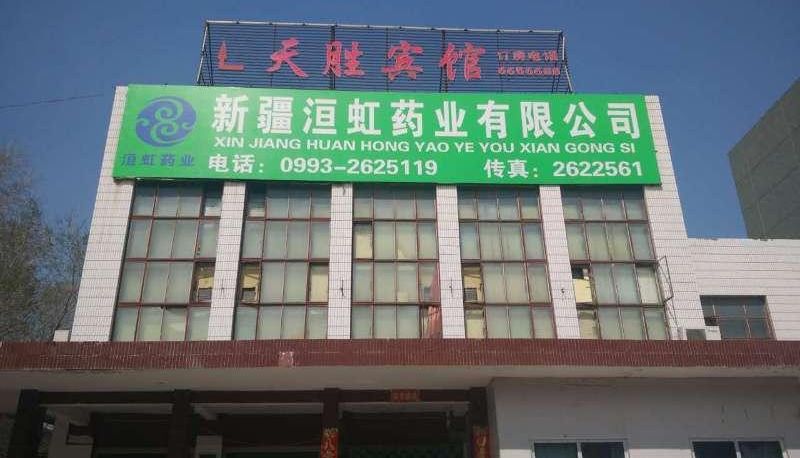 天胜宾馆
订房电话
新疆洹虹药业有限公司
XIN JIANG HUAN HONG YAO YE YOU XIAN GONG SI
洹虹药业
电话：0993-2625119 传真：2622561